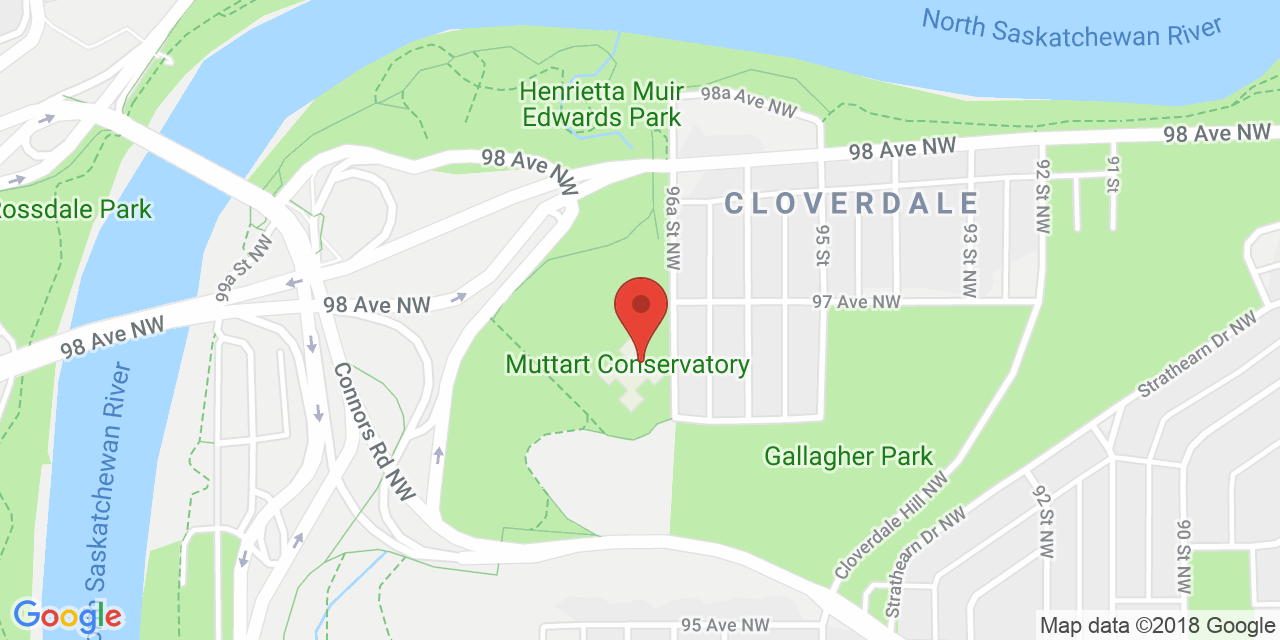 North Saskatchewan River
Henrietta Muir
Edwards Park
98a Ave NW
98 Ave NW
98 Ave NW
98 Ave NW
92 St NW
91 St
96a St NW
CLOVERDALE
95 St
93 St NW
Rossdale Park
99a St NW
98 Ave NW
98 Ave NW
97 Ave NW
Strathearn Dr NW
Muttart Conservatory
Connors Rd NW
North Saskatchewan River
Gallagher Park
Cloverdale Hill NW
Strathearn Dr NW
92 St NW
90 St NW
95 Ave NW
Google
Map data ©2018 Google